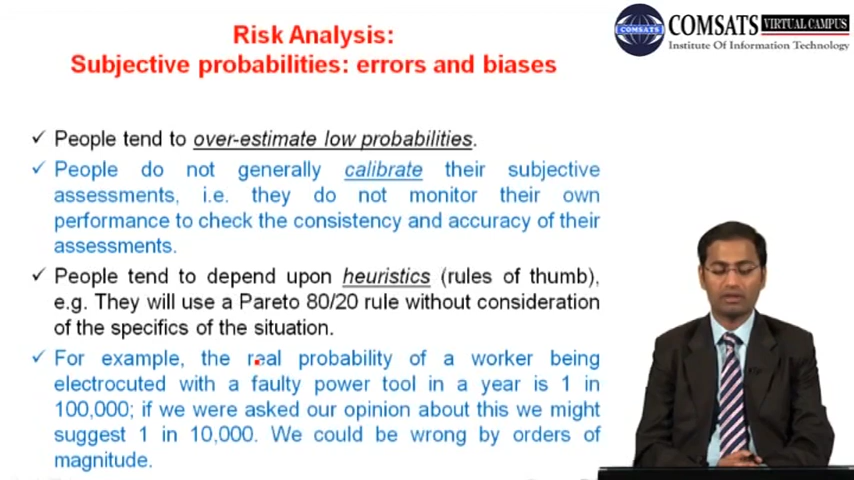 Risk Analysis:
Subjective probabilities: errors and biases
COMSATS
COMSATS VIRTUAL CAMPUS
Institute Of Information Technology
✓ People tend to over-estimate low probabilities.
✓ People do not generally calibrate their subjective
assessments, i.e. they do not monitor their own
performance to check the consistency and accuracy of their
assessments.
✓ People tend to depend upon heuristics (rules of thumb),
e.g. They will use a Pareto 80/20 rule without consideration
of the specifics of the situation.
✓ For example, the real probability of a worker being
electrocuted with a faulty power tool in a year is 1 in
100,000; if we were asked our opinion about this we might
suggest 1 in 10,000. We could be wrong by orders of
magnitude.